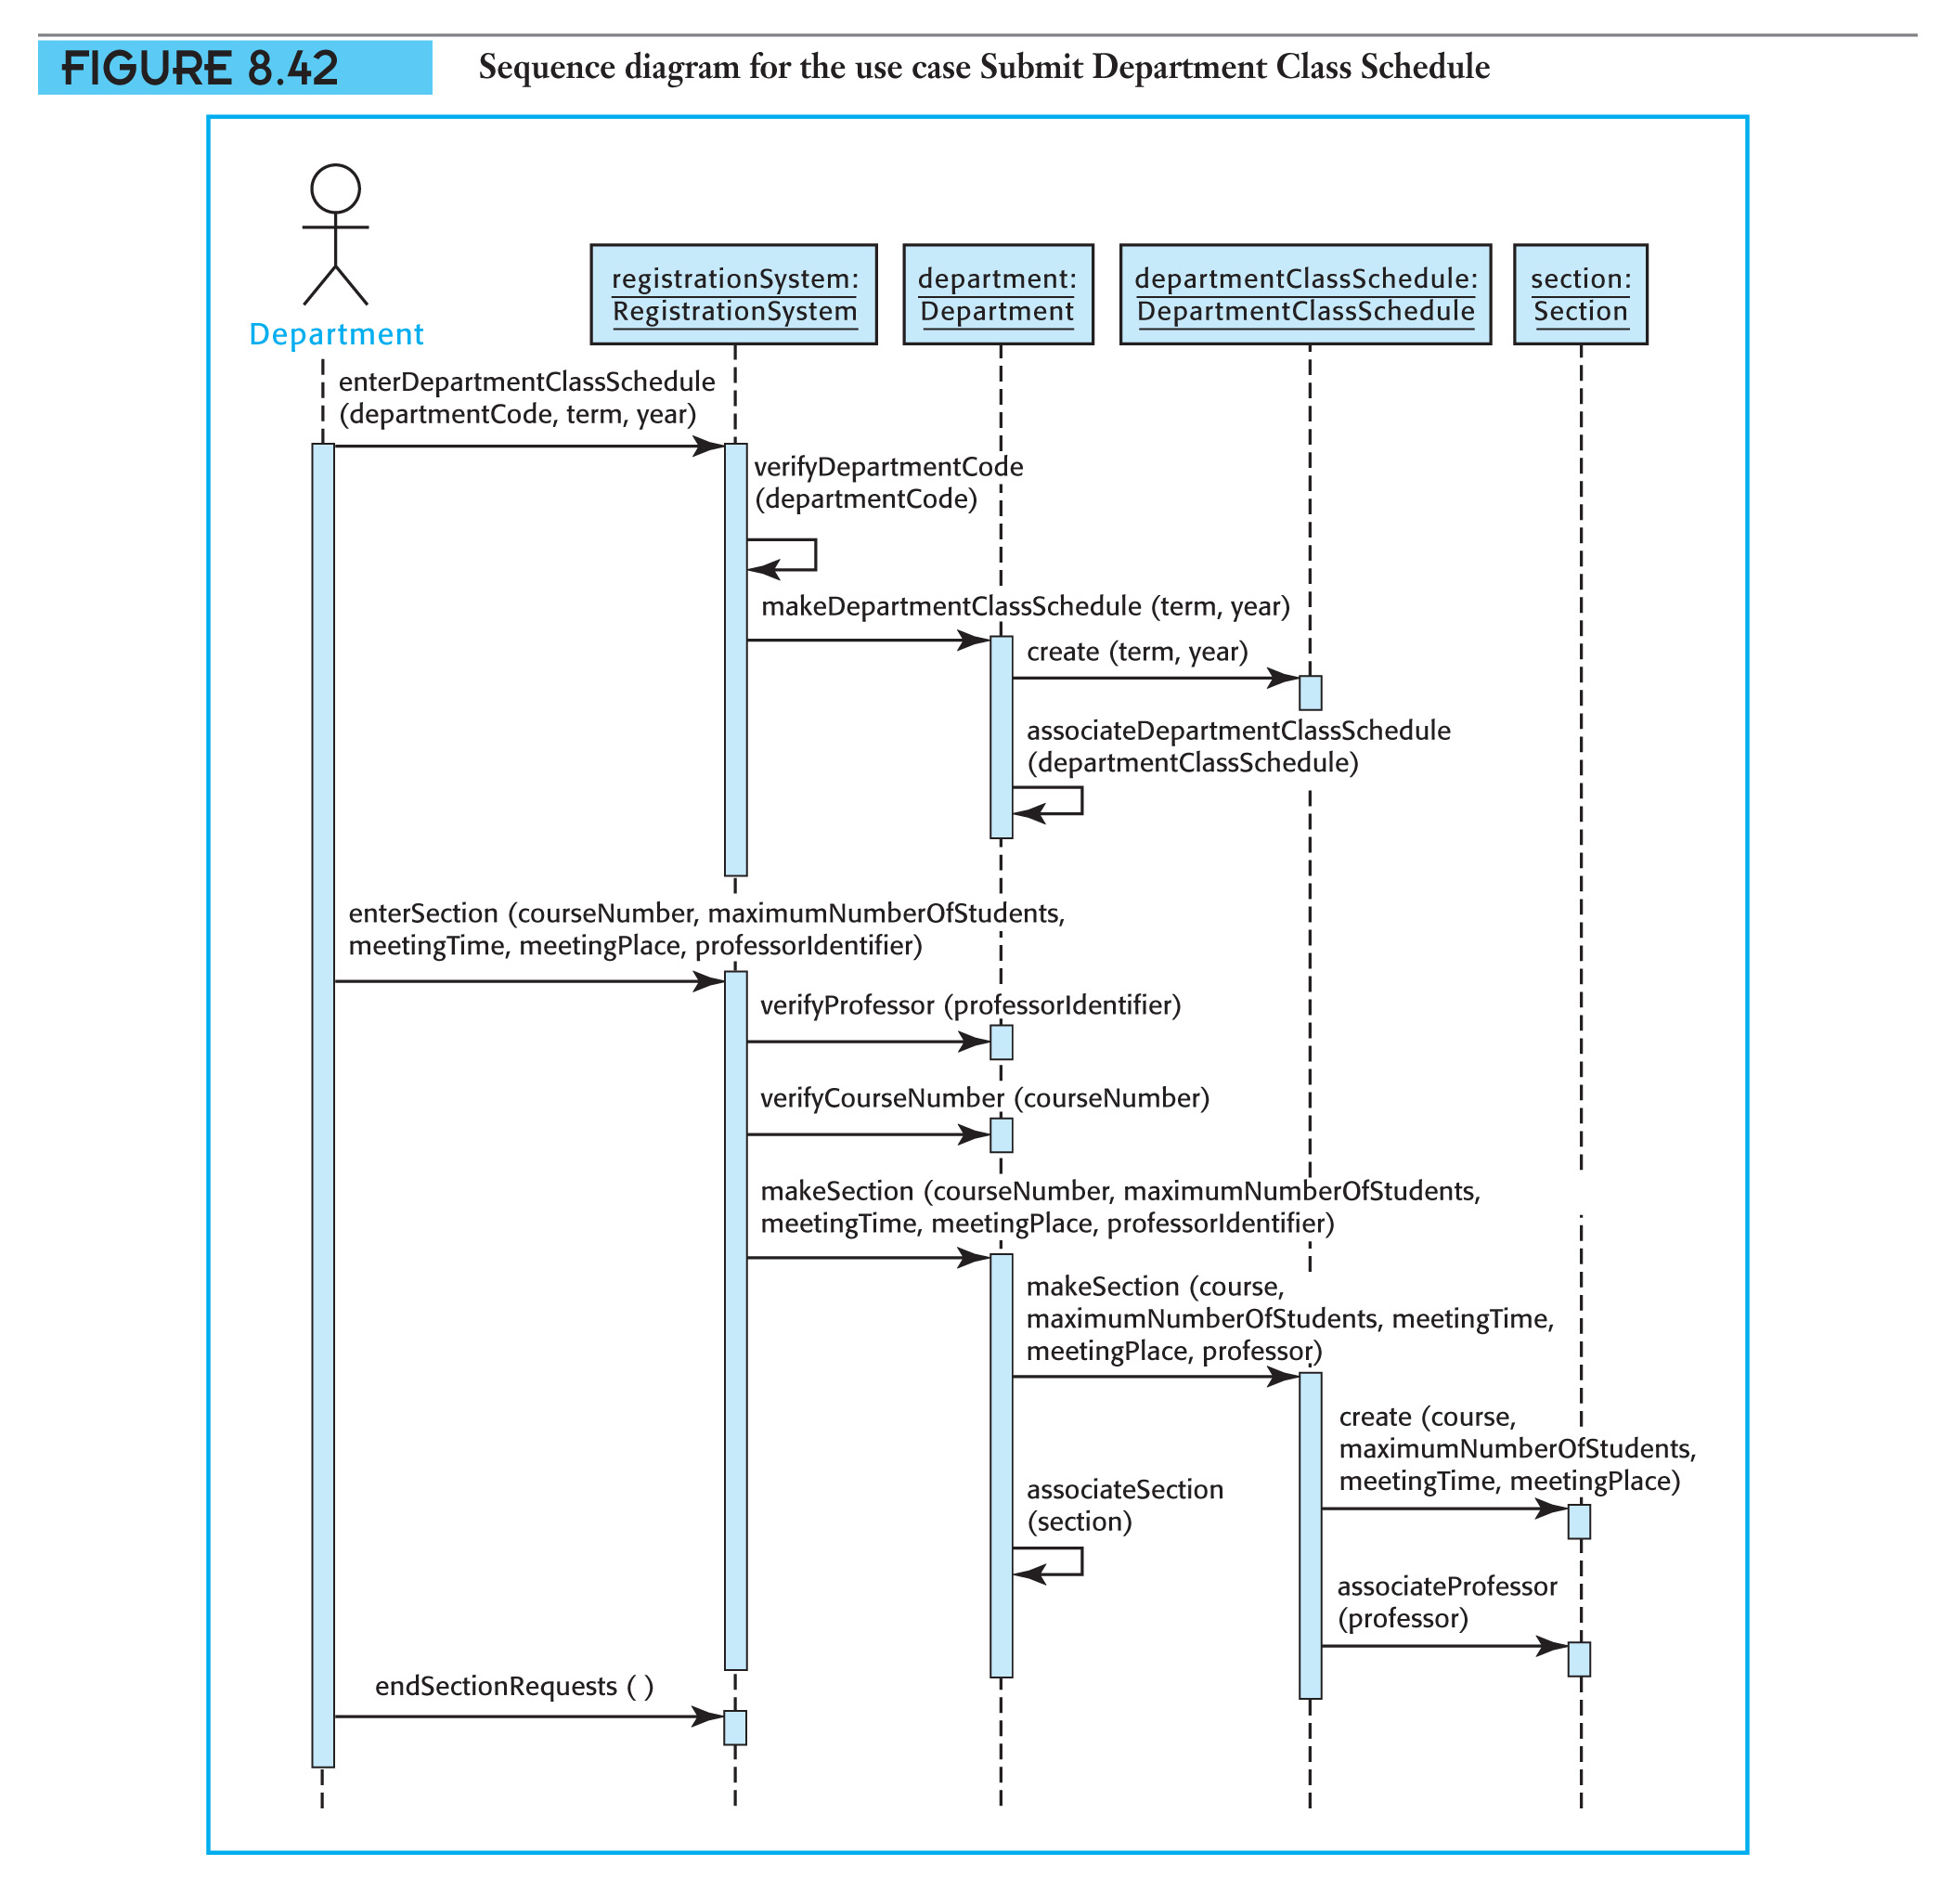 FIGURE 8.42
Sequence diagram for the use case Submit Department Class Schedule
Department
registrationSystem:
RegistrationSystem
department:
Department
departmentClassSchedule:
DepartmentClassSchedule
section:
Section
enterDepartmentClassSchedule
(departmentCode, term, year)
verifyDepartmentCode
(departmentCode)
makeDepartmentClassSchedule (term, year)
create (term, year)
associateDepartmentClassSchedule
(departmentClassSchedule)
enterSection (courseNumber, maximumNumberOfStudents,
meetingTime, meetingPlace, professorIdentifier)
verifyProfessor (professorIdentifier)
verifyCourseNumber (courseNumber)
makeSection (courseNumber, maximumNumberOfStudents,
meetingTime, meetingPlace, professorIdentifier)
makeSection (course,
maximumNumberOfStudents, meetingTime,
meetingPlace, professor)
create (course,
maximumNumberOfStudents,
meetingTime, meetingPlace)
associateSection
(section)
associateProfessor
(professor)
endSectionRequests ( )